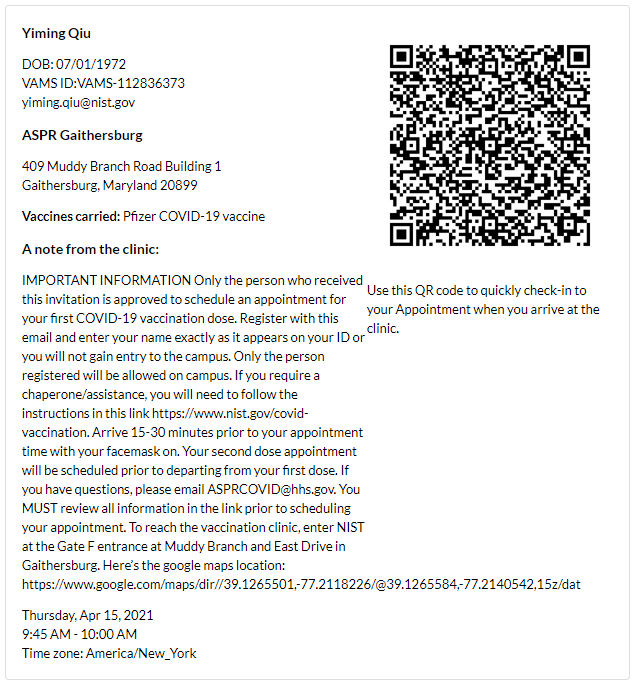 Yiming Qiu
DOB: 07/01/1972
VAMS ID:VAMS-112836373
yiming.qiu@nist.gov
ASPR Gaithersburg
409 Muddy Branch Road Building 1
Gaithersburg, Maryland 20899
Vaccines carried: Pfizer COVID-19 vaccine
A note from the clinic:
IMPORTANT INFORMATION Only the person who received
this invitation is approved to schedule an appointment for
your first COVID-19 vaccination dose. Register with this
email and enter your name exactly as it appears on your ID or
you will not gain entry to the campus. Only the person
registered will be allowed on campus. If you require a
chaperone/assistance, you will need to follow the
instructions in this link https://www.nist.gov/covid-
vaccination. Arrive 15-30 minutes prior to your appointment
time with your facemask on. Your second dose appointment
will be scheduled prior to departing from your first dose. If
you have questions, please email ASPRCOVID@hhs.gov. You
MUST review all information in the link prior to scheduling
your appointment. To reach the vaccination clinic, enter NIST
at the Gate F entrance at Muddy Branch and East Drive in
Gaithersburg. Here's the google maps location:
https://www.google.com/maps/dir//39.1265501,-77.2118226/@39.1265584,-77.2140542,15z/dat
Thursday, Apr 15, 2021
9:45 AM - 10:00 AM
Time zone: America/New_York
Use this QR code to quickly check-in to
your Appointment when you arrive at the
clinic.